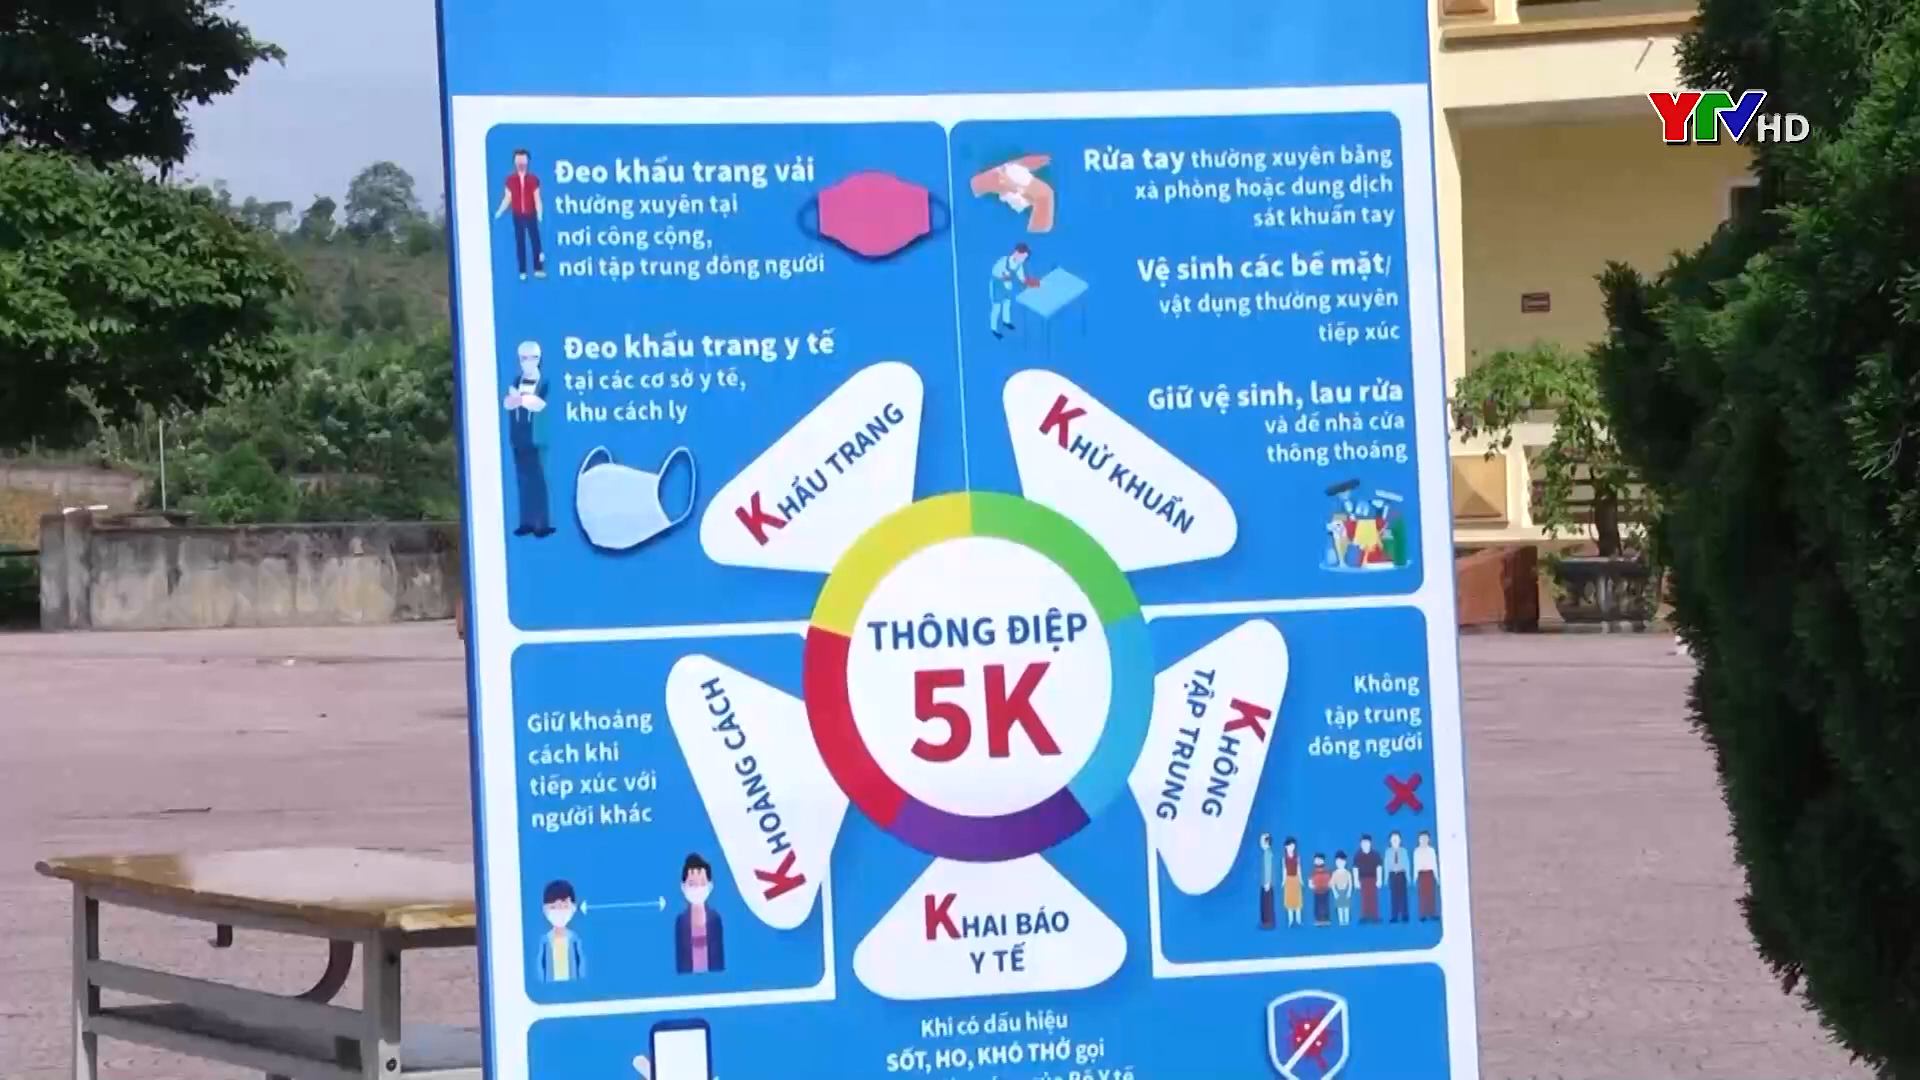 YTV HD
Đeo khẩu trang vải
thường xuyên tại
nơi công cộng,
nơi tập trung đông người
Đeo khẩu trang y tế
tại các cơ sở y tế,
khu cách ly
Rửa tay thường xuyên bằng
xà phòng hoặc dung dịch
sát khuẩn tay
Vệ sinh các bề mặt/
vật dụng thường xuyên
tiếp xúc
Giữ vệ sinh, lau rửa
và để nhà cửa
thông thoáng
KHẨU TRANG
KHỬ KHUẨN
THÔNG ĐIỆP
5K
KHOẢNG CÁCH
Giữ khoảng
cách khi
tiếp xúc với
người khác
KHÔNG
TẬP TRUNG
Không
tập trung
đông người
KHAI BÁO
Y TẾ
Khi có dấu hiệu
SỐT, HO, KHÓ THỞ gọi
Bộ Y tế